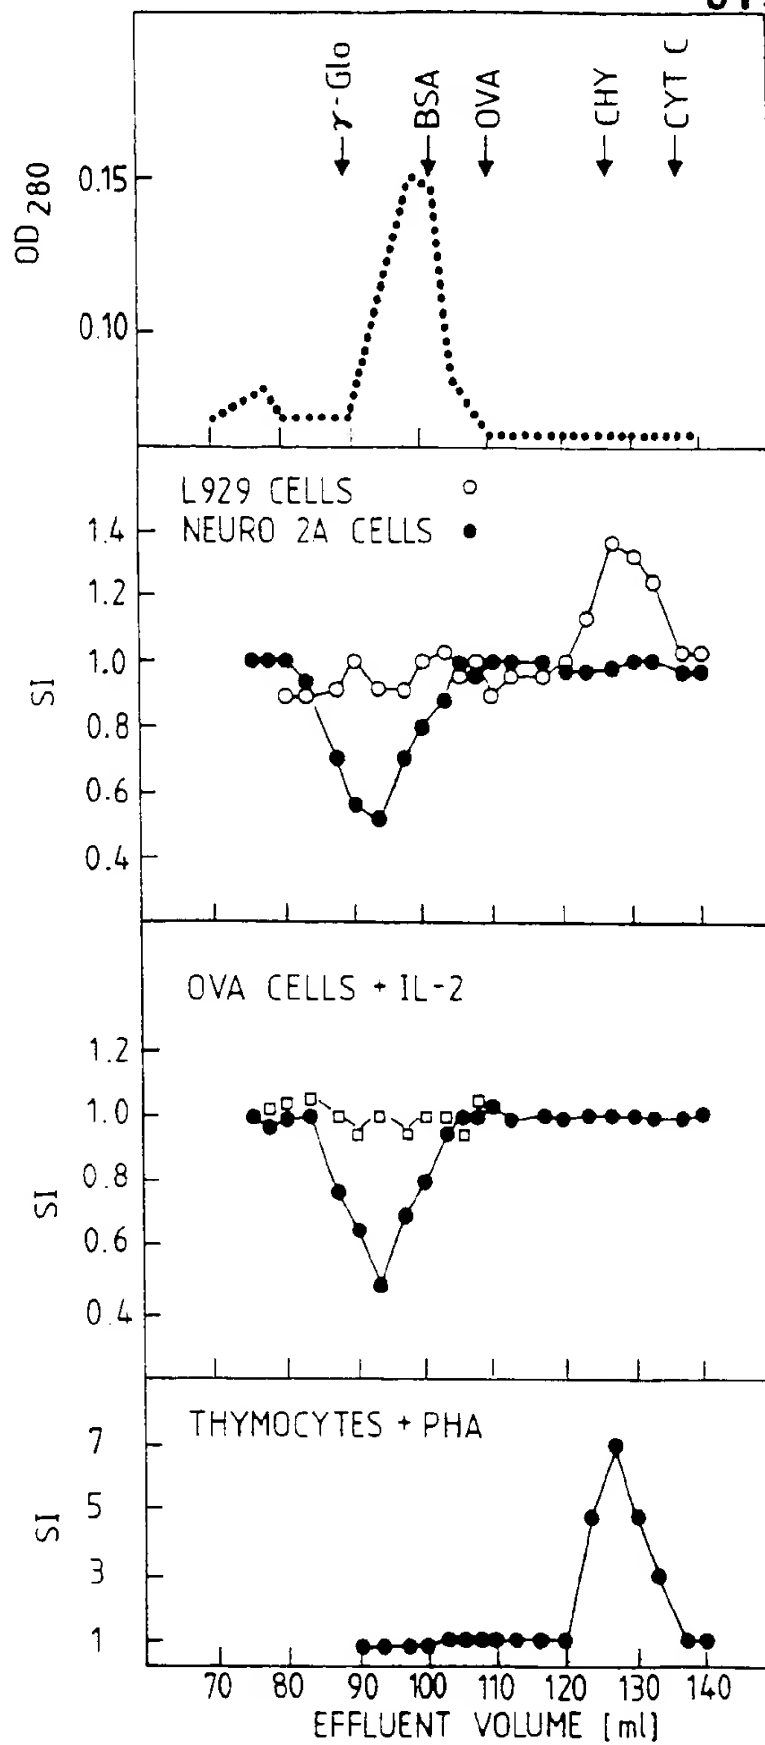 γ-Glo
BSA
OVA
CHY
CYT C
OD 280
0.15
0.10
L929 CELLS
NEURO 2A CELLS
SI
1.4
1.2
1.0
0.8
0.6
0.4
OVA CELLS + IL-2
SI
1.2
1.0
0.8
0.6
0.4
THYMOCYTES + PHA
SI
7
5
3
1
70 80 90 100 110 120 130 140
EFFLUENT VOLUME [ml]